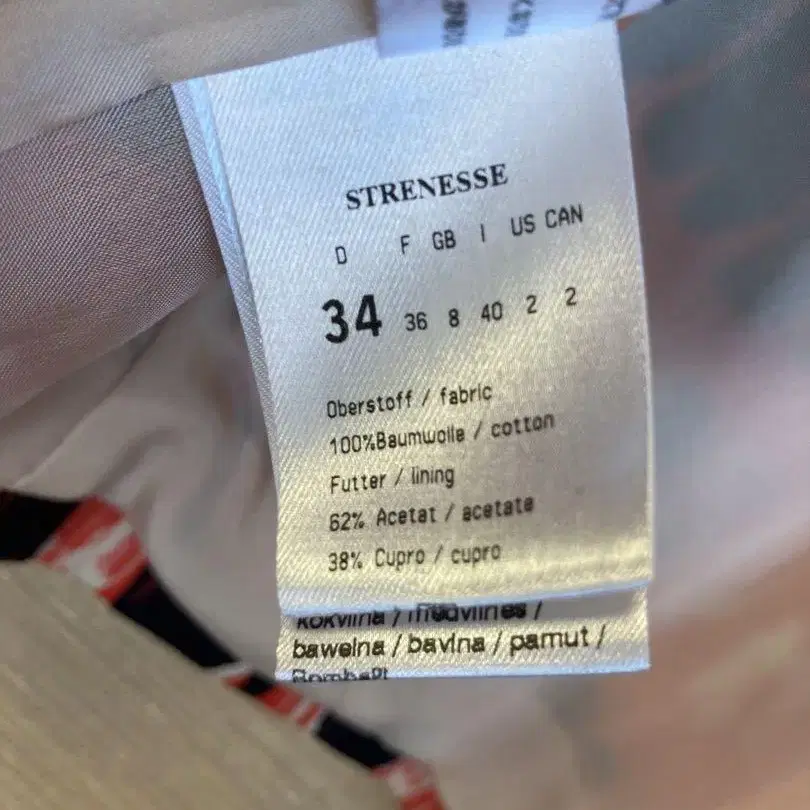 STRENESSE
D F GB I US CAN
34 36 8 40 2 2
Oberstoff / fabric
100%Baumwolle / cotton
Futter / lining
62% Acetat / acetate
38% Cupro / cupro
bawełna / bavlna / pamut /